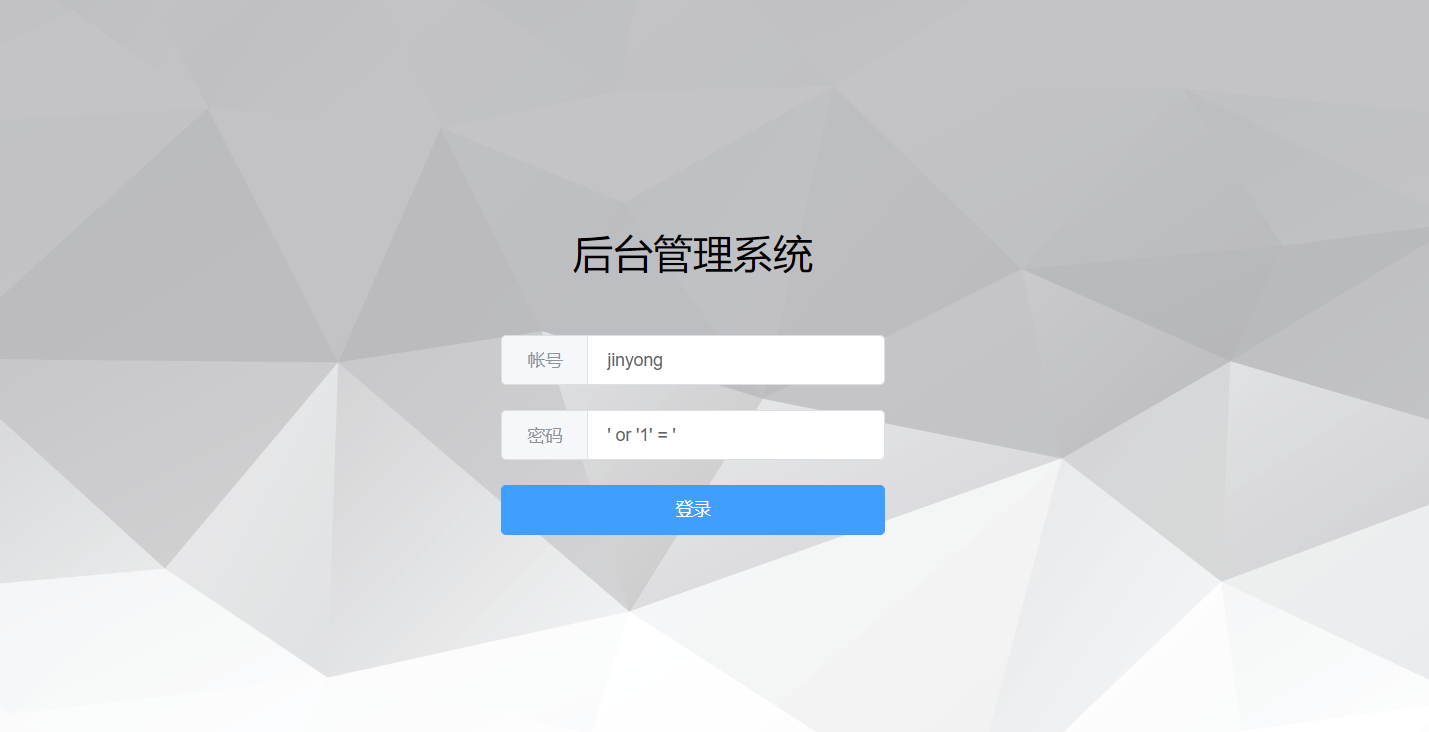 后台管理系统
帐号 jinyong
密码 ' or '1' = '
登录